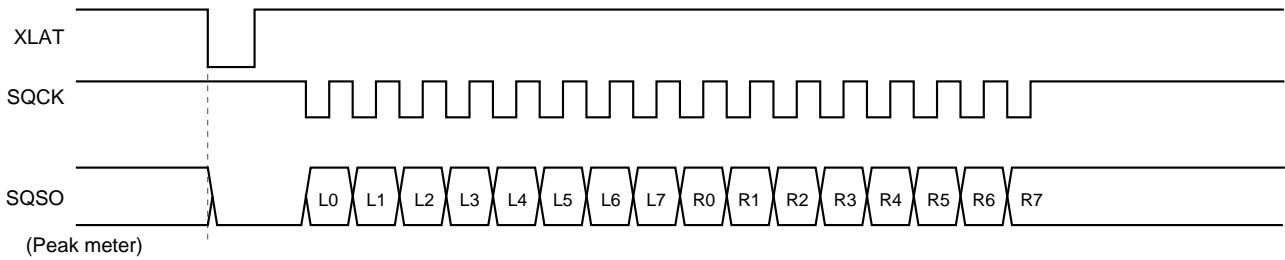 XLAT
SQCK
SQSO
L0 L1 L2 L3 L4 L5 L6 L7 R0 R1 R2 R3 R4 R5 R6 R7
(Peak meter)